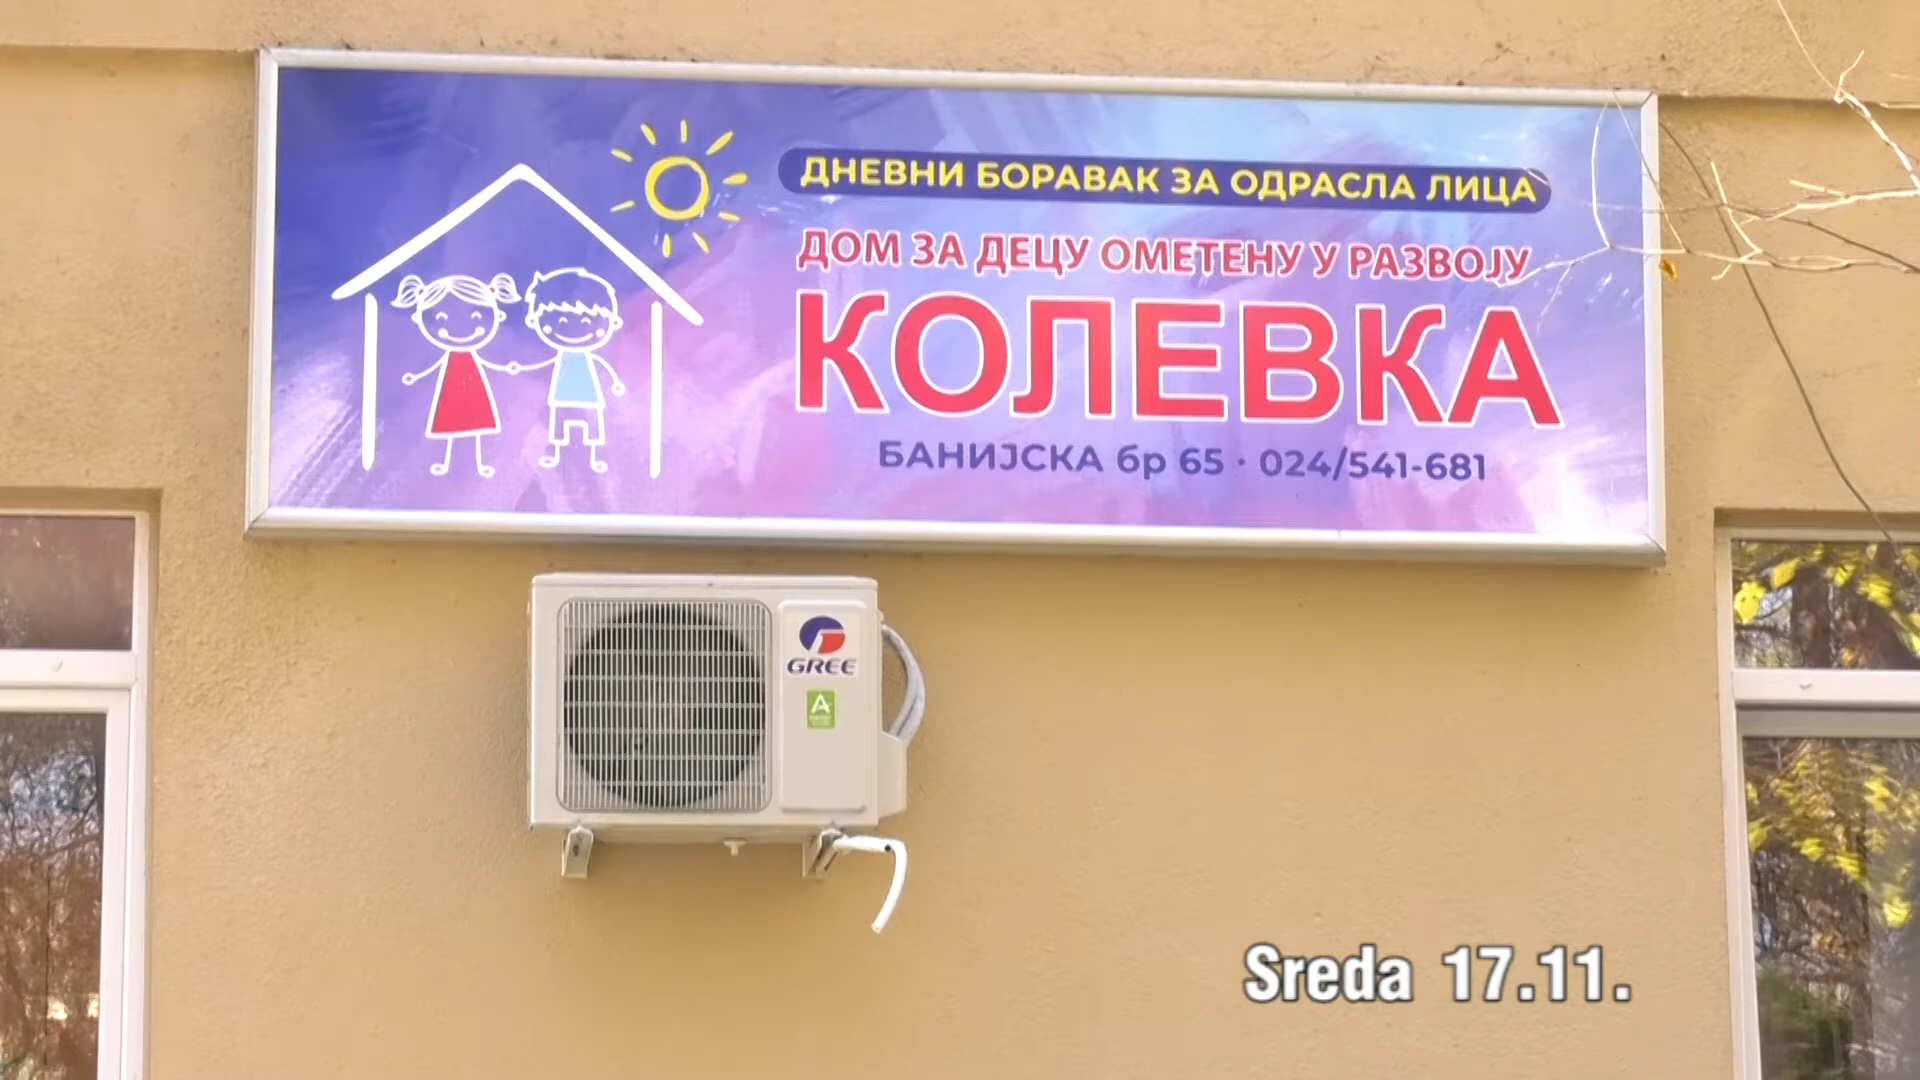 ДНЕВНИ БОРАВАК ЗА ОДРАСЛА ЛИЦА
ДОМ ЗА ДЕЦУ ОМЕТЕНУ У РАЗВОЈУ
КОЛЕВКА
БАНИЈСКА бр 65 · 024/541-681
GREE
A
Sreda 17.11.